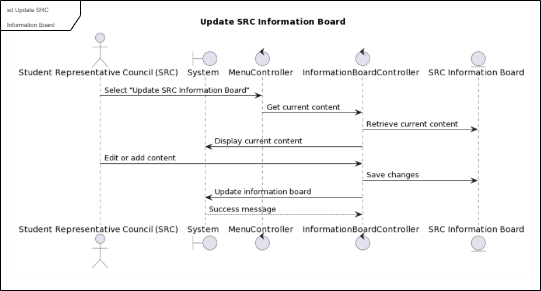 sd Update SRC
Information Board
Update SRC Information Board
Student Representative Council (SRC) System MenuController InformationBoardController SRC Information Board
Select "Update SRC Information Board"
Get current content
Retrieve current content
Display current content
Edit or add content
Save changes
Update information board
Success message
Student Representative Council (SRC) System MenuController InformationBoardController SRC Information Board